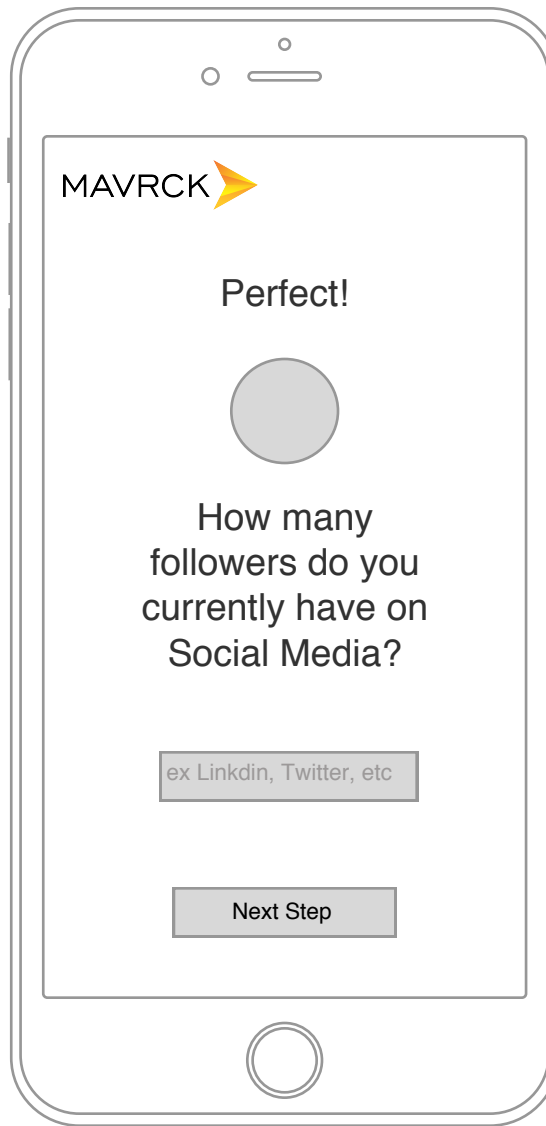 MAVRCK
Perfect!
How many
followers do you
currently have on
Social Media?
ex Linkdin, Twitter, etc
Next Step